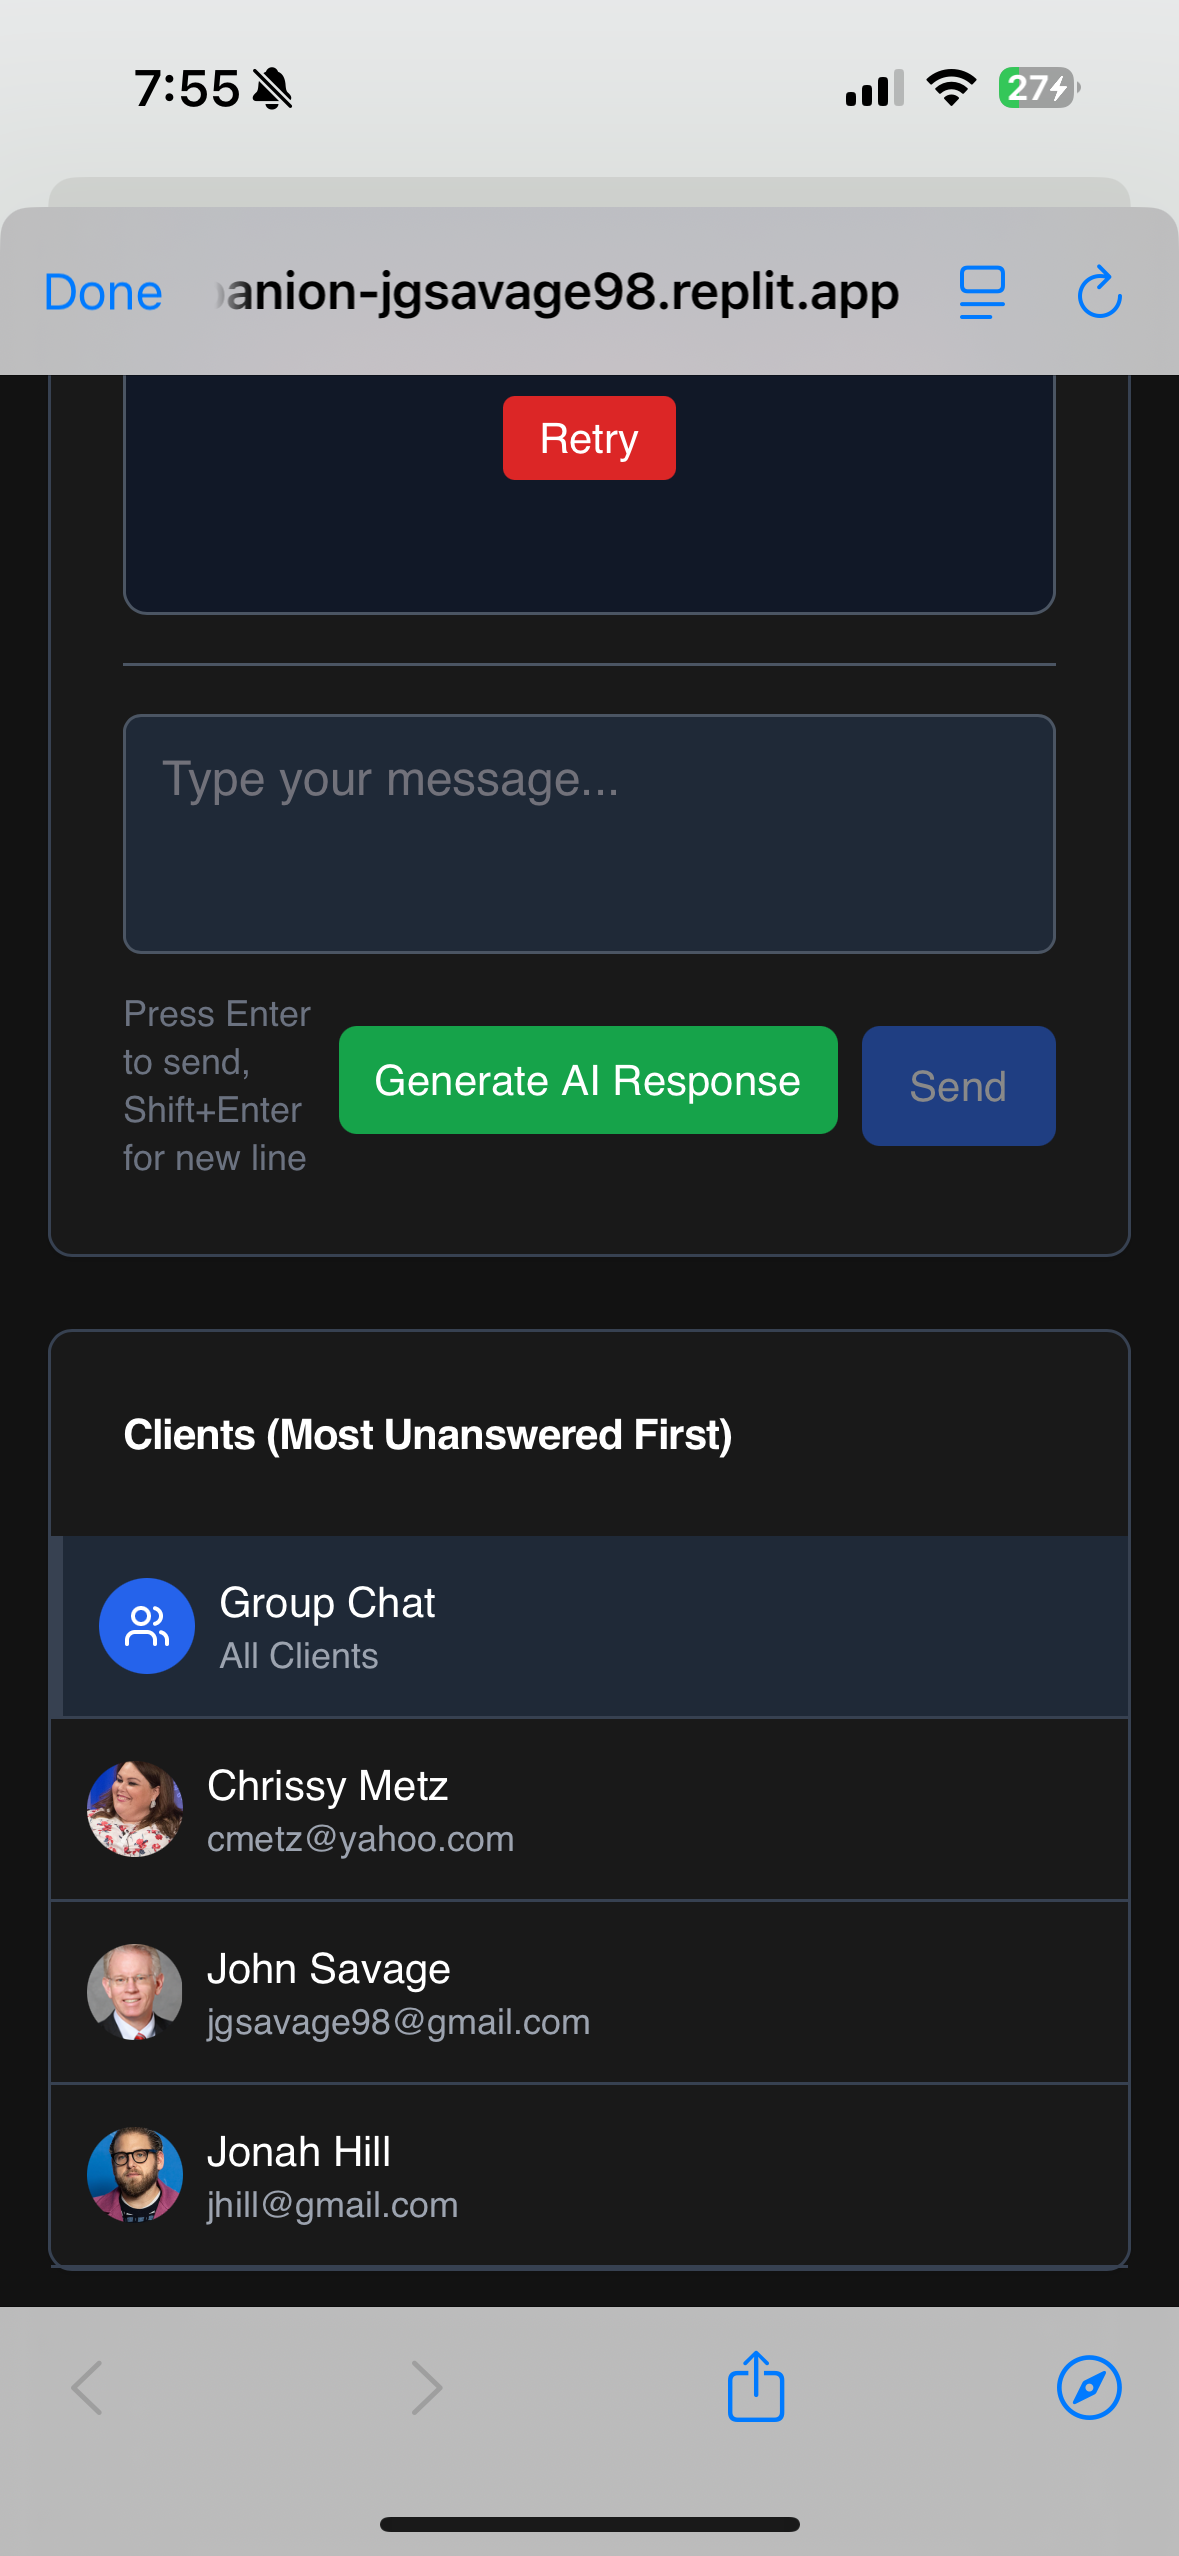 7:55
27
Done
anion-jgsavage98.replit.app
Retry
Type your message...
Press Enter
to send,
Shift+Enter
for new line
Generate AI Response
Send
Clients (Most Unanswered First)
Group Chat
All Clients
Chrissy Metz
cmetz@yahoo.com
John Savage
jgsavage98@gmail.com
Jonah Hill
jhill@gmail.com